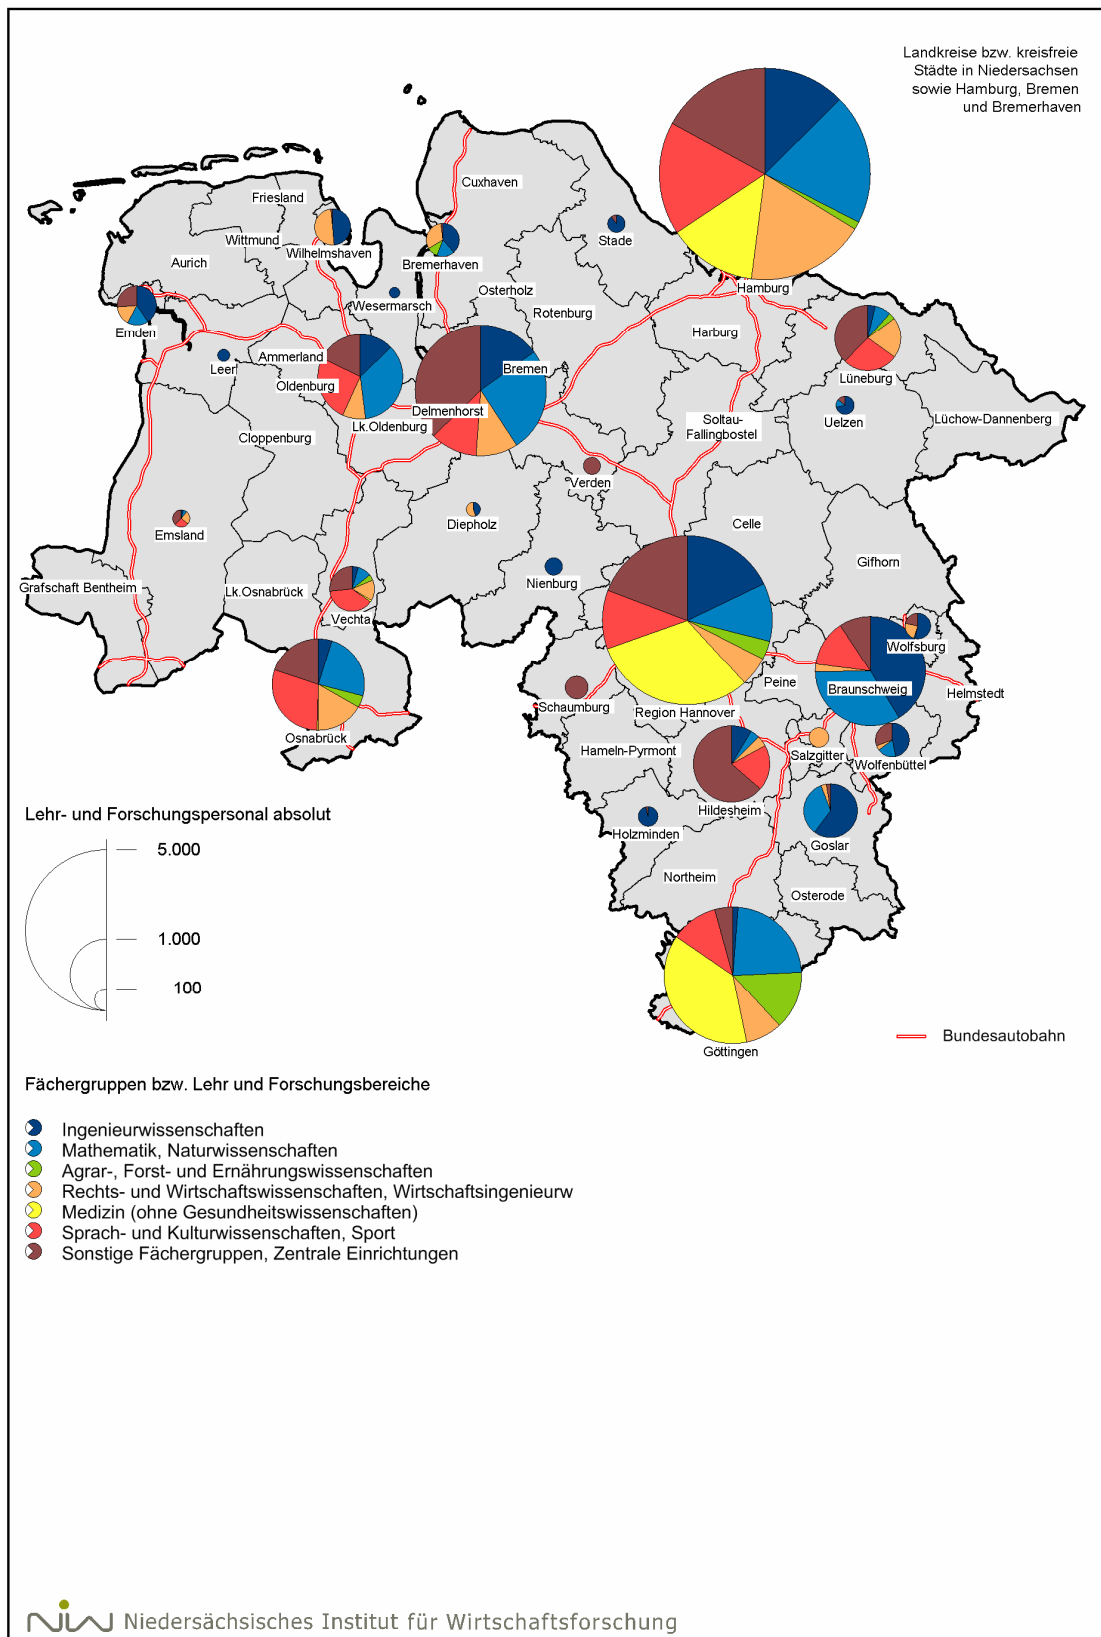 Landkreise bzw. kreisfreie
Städte in Niedersachsen
sowie Hamburg, Bremen
und Bremerhaven
Cuxhaven
Friesland
Stade
Wittmund
Wilhelmshaven
Aurich
Bremerhaven
Hamburg
Osterholz
Wesermarsch
Rotenburg
Emden
Harburg
Ammerland
Leer
Bremen
Lüneburg
Oldenburg
Delmenhorst
Lk.Oldenburg
Soltau-
Fallingbostel
Uelzen
Lüchow-Dannenberg
Cloppenburg
Verden
Diepholz
Celle
Emsland
Gifhorn
Nienburg
Grafschaft Bentheim
Lk.Osnabrück
Vechta
Wolfsburg
Peine
Braunschweig
Helmstedt
Schaumburg
Region Hannover
Osnabrück
Hameln-Pyrmont
Salzgitter
Wolfenbüttel
Hildesheim
Holzminden
Goslar
Northeim
Osterode
Göttingen
Lehr- und Forschungspersonal absolut
5.000
1.000
100
Bundesautobahn
Fächergruppen bzw. Lehr und Forschungsbereiche
Ingenieurwissenschaften
Mathematik, Naturwissenschaften
Agrar-, Forst- und Ernährungswissenschaften
Rechts- und Wirtschaftswissenschaften, Wirtschaftsingenieurw
Medizin (ohne Gesundheitswissenschaften)
Sprach- und Kulturwissenschaften, Sport
Sonstige Fächergruppen, Zentrale Einrichtungen
NIW Niedersächsisches Institut für Wirtschaftsforschung